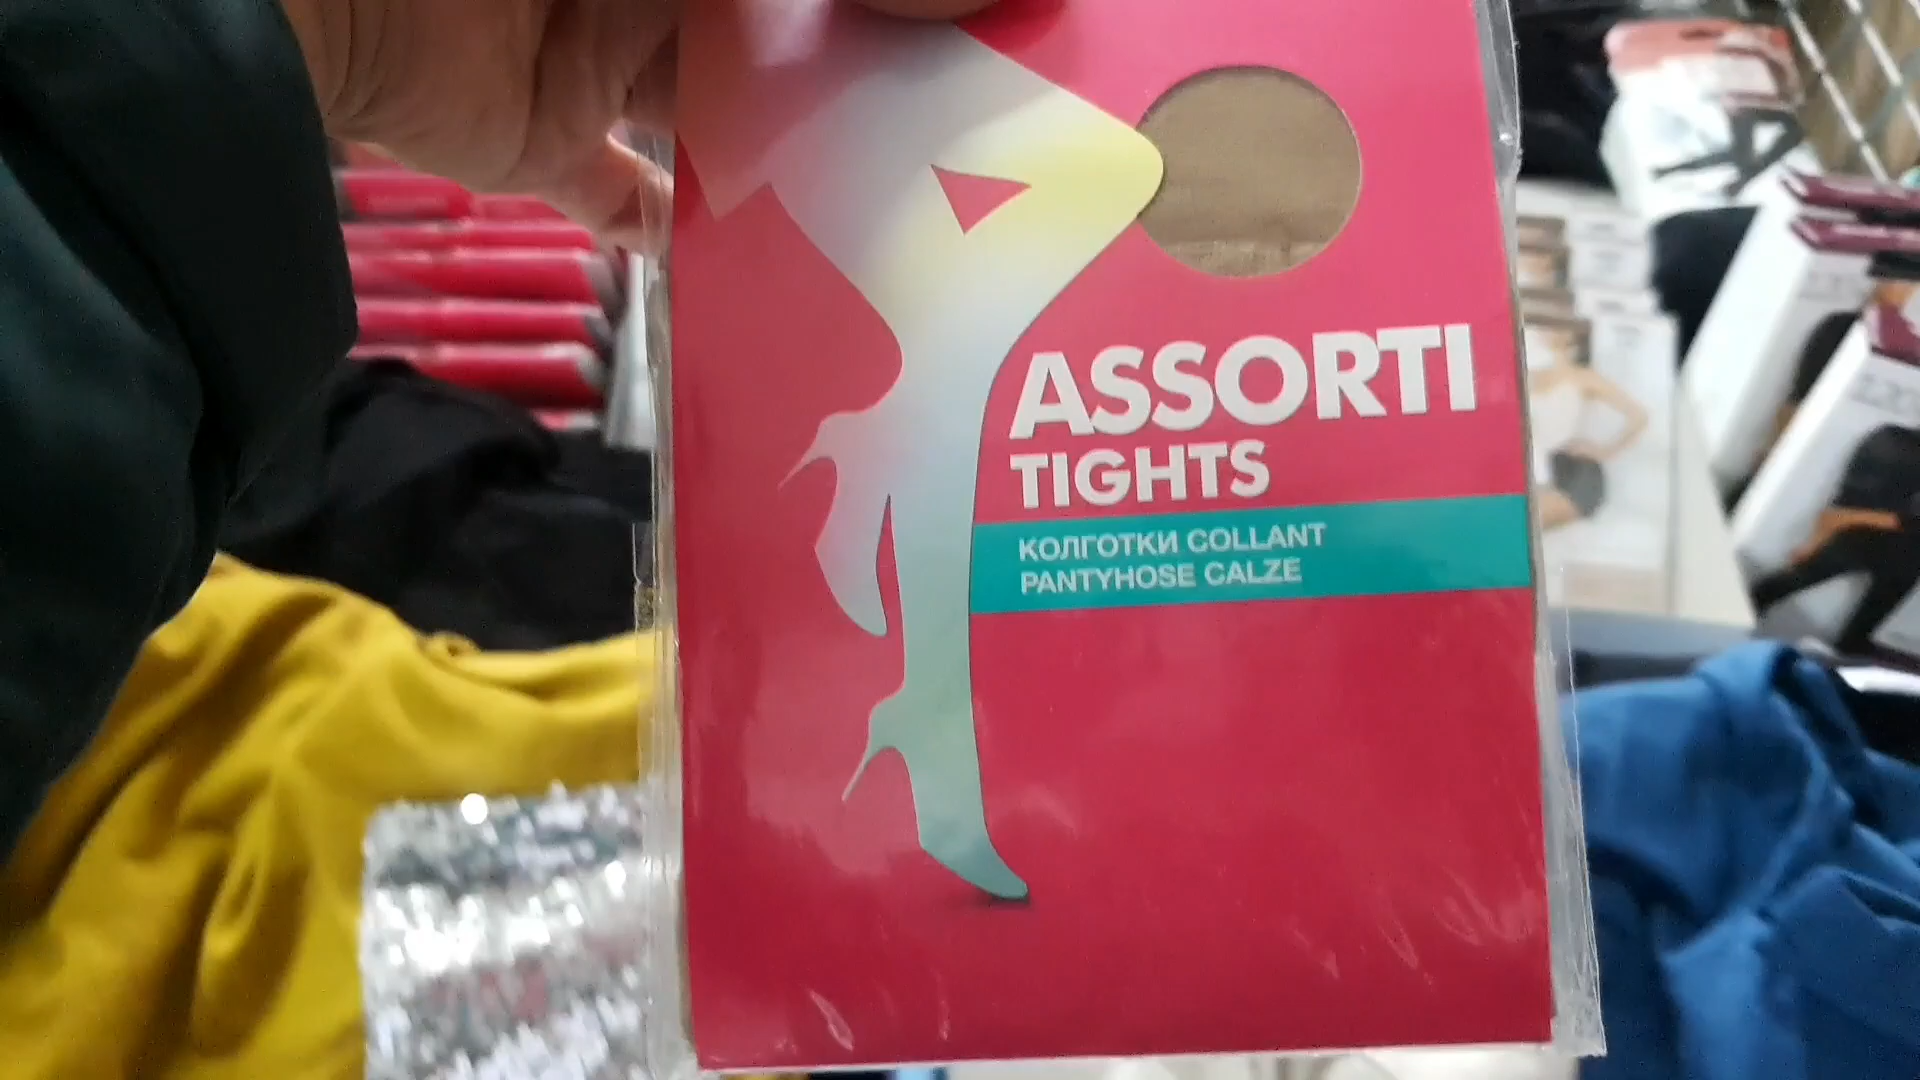 ASSORTI
TIGHTS
КОЛГОТКИ COLLANT
PANTYHOSE CALZE